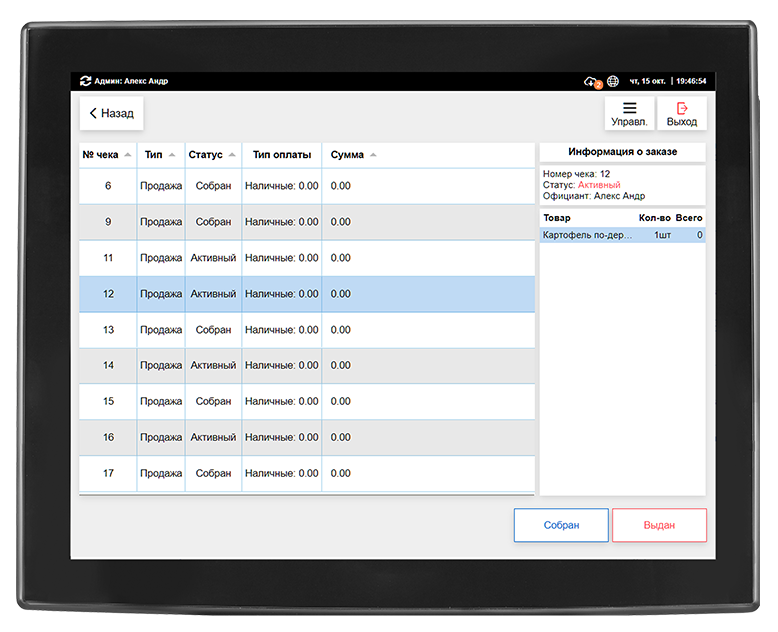 Админ: Алекс Андр
2
чт, 15 окт. | 19:46:54
Назад
Управл.
Выход
№ чека Тип Статус Тип оплаты Сумма
6 Продажа Собран Наличные: 0.00 0.00
9 Продажа Собран Наличные: 0.00 0.00
11 Продажа Активный Наличные: 0.00 0.00
12 Продажа Активный Наличные: 0.00 0.00
13 Продажа Собран Наличные: 0.00 0.00
14 Продажа Активный Наличные: 0.00 0.00
15 Продажа Собран Наличные: 0.00 0.00
16 Продажа Активный Наличные: 0.00 0.00
17 Продажа Собран Наличные: 0.00 0.00
Информация о заказе
Номер чека: 12
Статус: Активный
Официант: Алекс Андр
Товар Кол-во Всего
Картофель по-дер... 1шт 0
Собран
Выдан